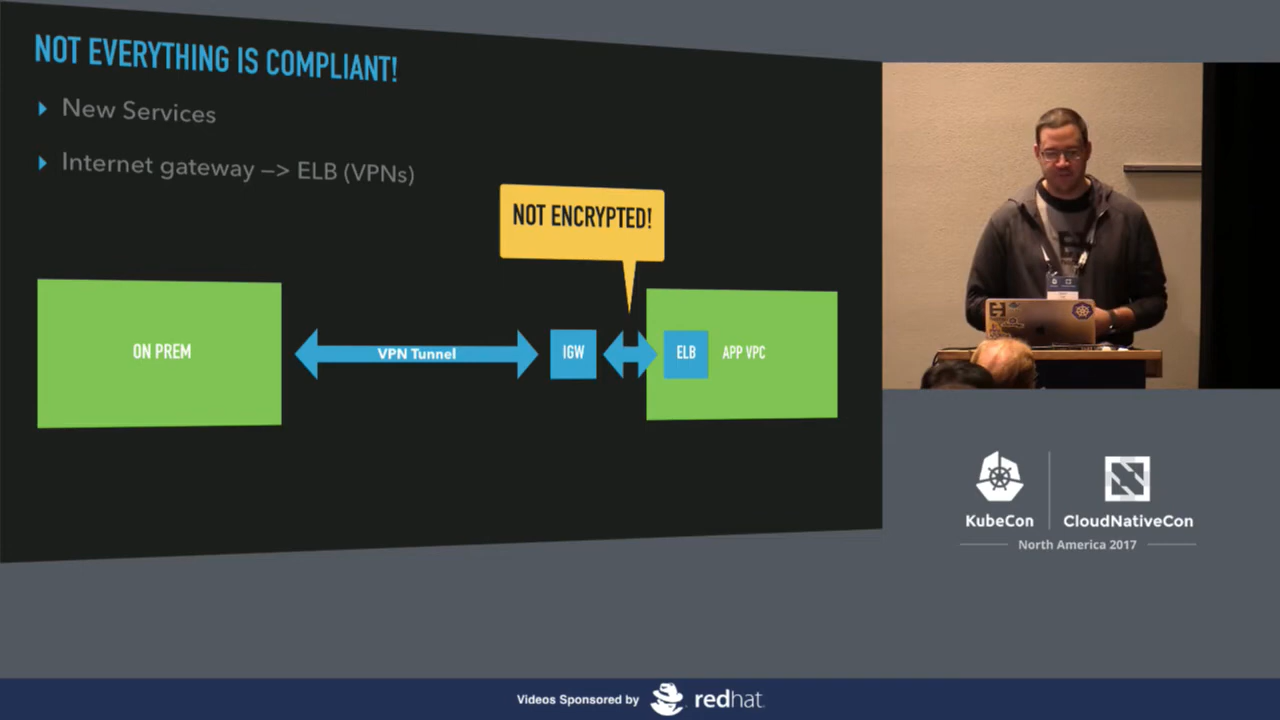 NOT EVERYTHING IS COMPLIANT!
New Services
Internet gateway —> ELB (VPNs)
NOT ENCRYPTED!
ON PREM
VPN Tunnel
IGW
ELB
APP VPC
KubeCon
CloudNativeCon
North America 2017
Videos Sponsored by
redhat.